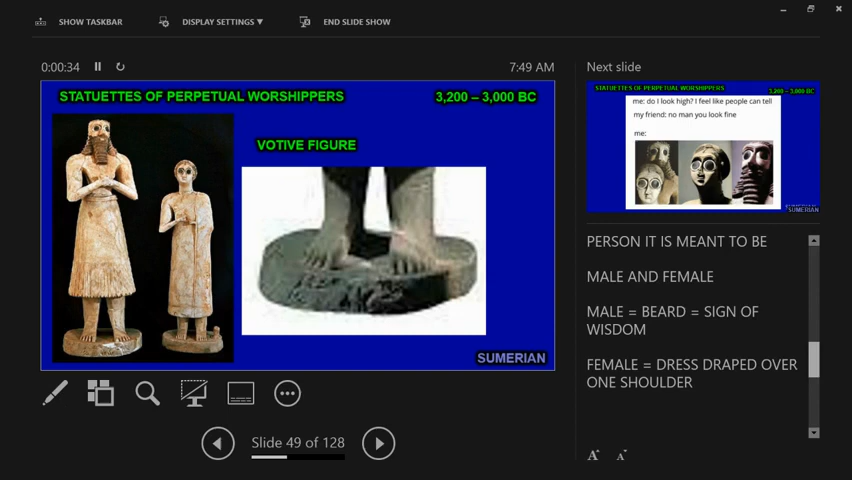 SHOW TASKBAR
DISPLAY SETTINGS ▼
END SLIDE SHOW
0:00:34
7:49 AM
STATUETTES OF PERPETUAL WORSHIPPERS
3,200 – 3,000 BC
VOTIVE FIGURE
SUMERIAN
Slide 49 of 128
Next slide
STATUETTES OF PERPETUAL WORSHIPPERS
3,200 – 3,000 BC
me: do I look high? I feel like people can tell
my friend: no man you look fine
me:
SUMERIAN
PERSON IT IS MEANT TO BE
MALE AND FEMALE
MALE = BEARD = SIGN OF
WISDOM
FEMALE = DRESS DRAPED OVER
ONE SHOULDER
A A